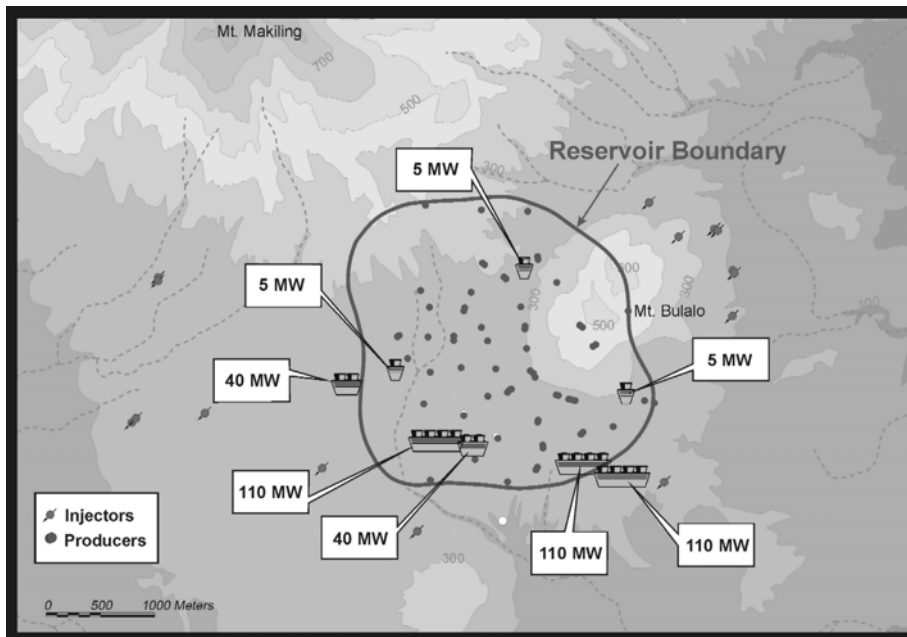 Mt. Makiling
700
500
100
5 MW
300
Reservoir Boundary
5 MW
300
300
500
Mt. Bulalo
100
40 MW
5 MW
110 MW
40 MW
110 MW
110 MW
300
Injectors
Producers
0 500 1000 Meters